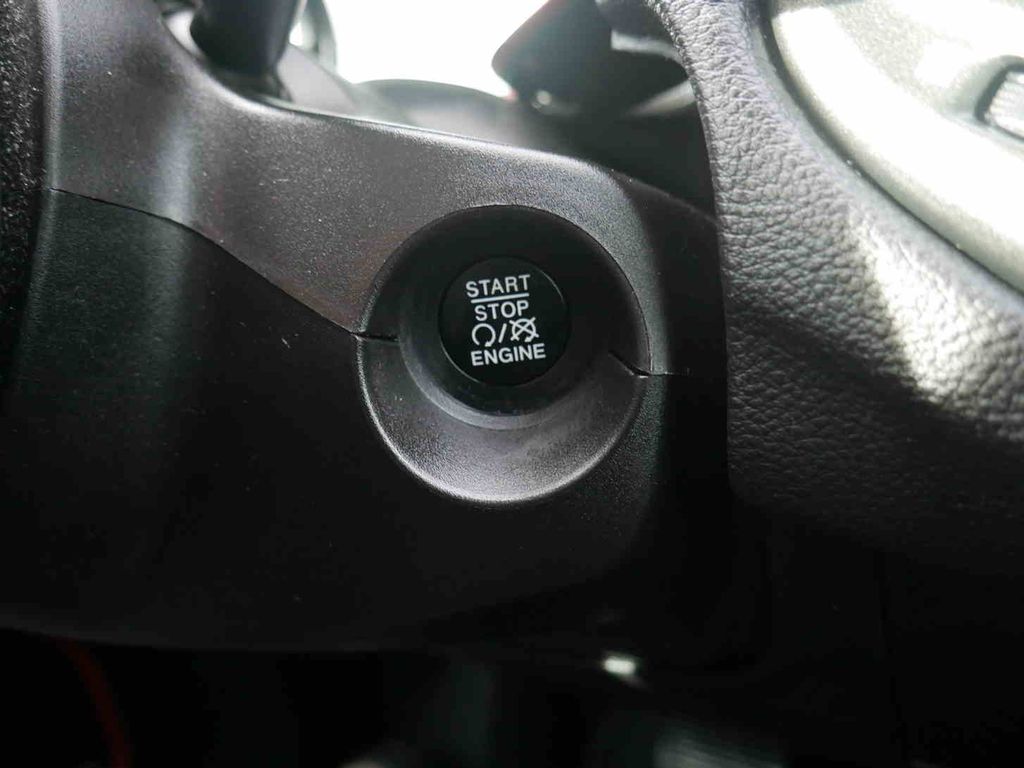 START
STOP
/
ENGINE